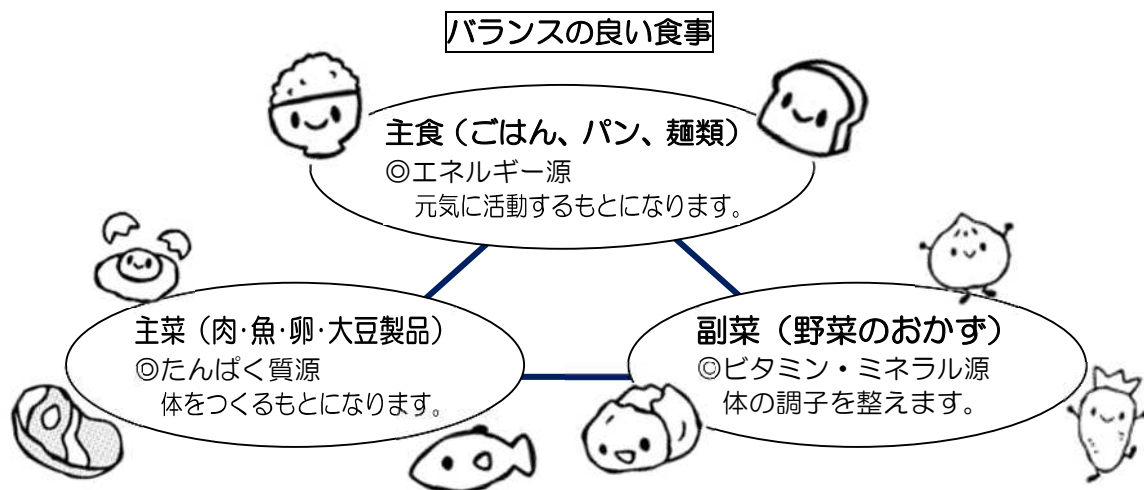 バランスの良い食事
主食（ごはん、パン、麺類）
◎エネルギー源
元気に活動するもとになります。
主菜（肉・魚・卵・大豆製品）
◎たんぱく質源
体をつくるもとになります。
副菜（野菜のおかず）
◎ビタミン・ミネラル源
体の調子を整えます。